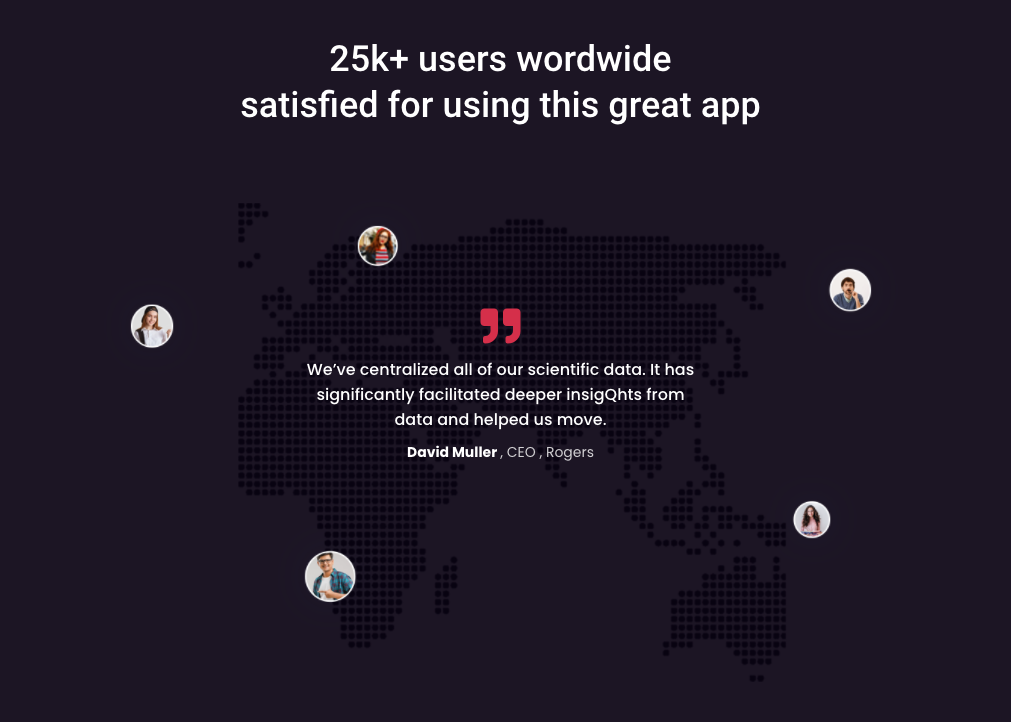 25k+ users wordwide
satisfied for using this great app
We’ve centralized all of our scientific data. It has
significantly facilitated deeper insigQhts from
data and helped us move.
David Muller , CEO , Rogers